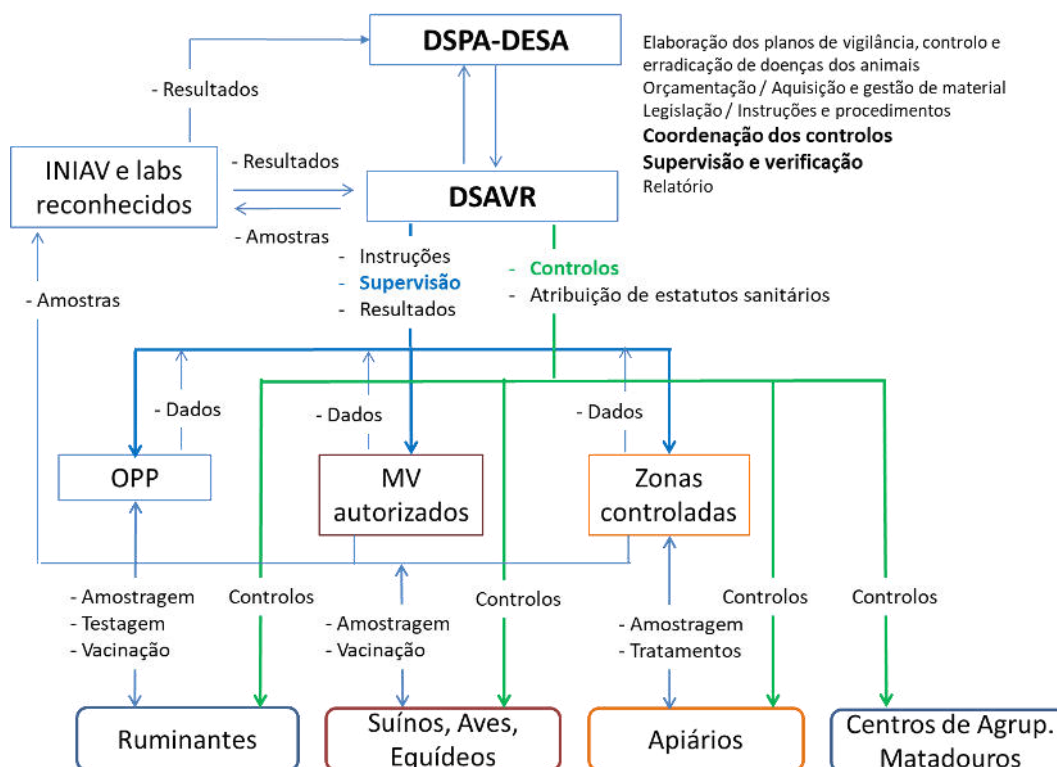 DSPA-DESA
Elaboração dos planos de vigilância, controlo e
erradicação de doenças dos animais
Orçamentação / Aquisição e gestão de material
Legislação / Instruções e procedimentos
Coordenação dos controlos
Supervisão e verificação
Relatório
- Resultados
INIAV e labs
reconhecidos
- Resultados
DSAVR
- Amostras
- Instruções
- Supervisão
- Resultados
- Controlos
- Atribuição de estatutos sanitários
- Amostras
- Dados
- Dados
- Dados
OPP
MV
autorizados
Zonas
controladas
- Amostragem
- Testagem
- Vacinação
Controlos
- Amostragem
- Vacinação
Controlos
- Amostragem
- Tratamentos
Controlos
Controlos
Ruminantes
Suínos, Aves,
Equídeos
Apiários
Centros de Agrup.
Matadouros